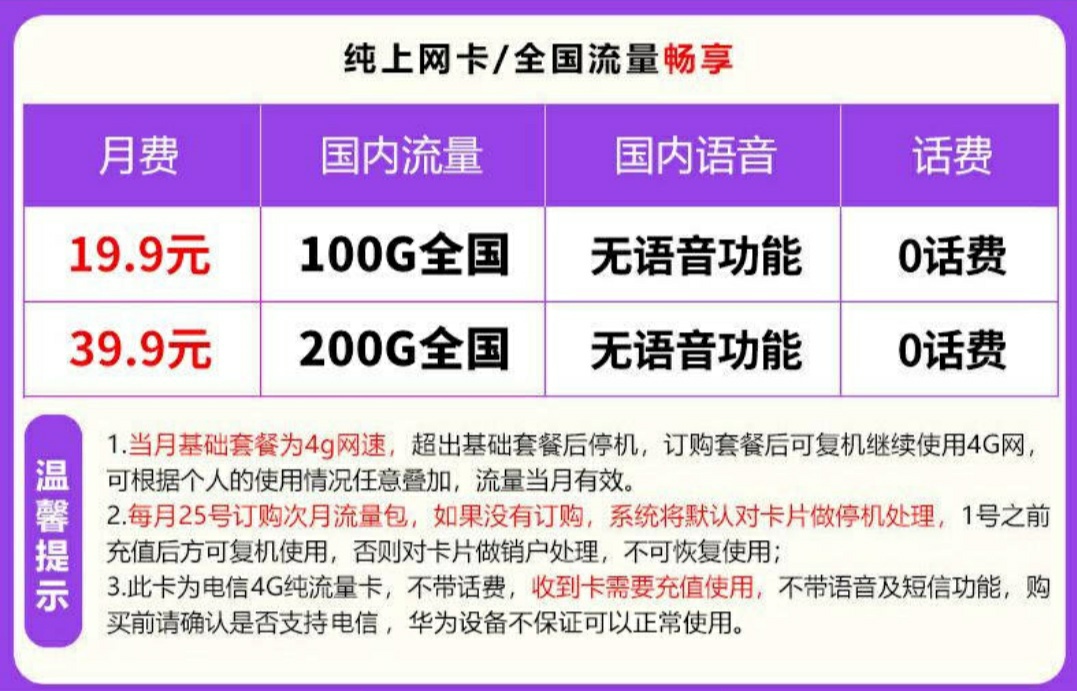 纯上网卡/全国流量畅享
月费 国内流量 国内语音 话费
19.9元 100G全国 无语音功能 0话费
39.9元 200G全国 无语音功能 0话费
温馨提示
1.当月基础套餐为4g网速，超出基础套餐后停机，订购套餐后可复机继续使用4G网，
可根据个人的使用情况任意叠加，流量当月有效。
2.每月25号订购次月流量包，如果没有订购，系统将默认对卡片做停机处理，1号之前
充值后方可复机使用，否则对卡片做销户处理，不可恢复使用；
3.此卡为电信4G纯流量卡，不带话费，收到卡需要充值使用，不带语音及短信功能，购
买前请确认是否支持电信，华为设备不保证可以正常使用。